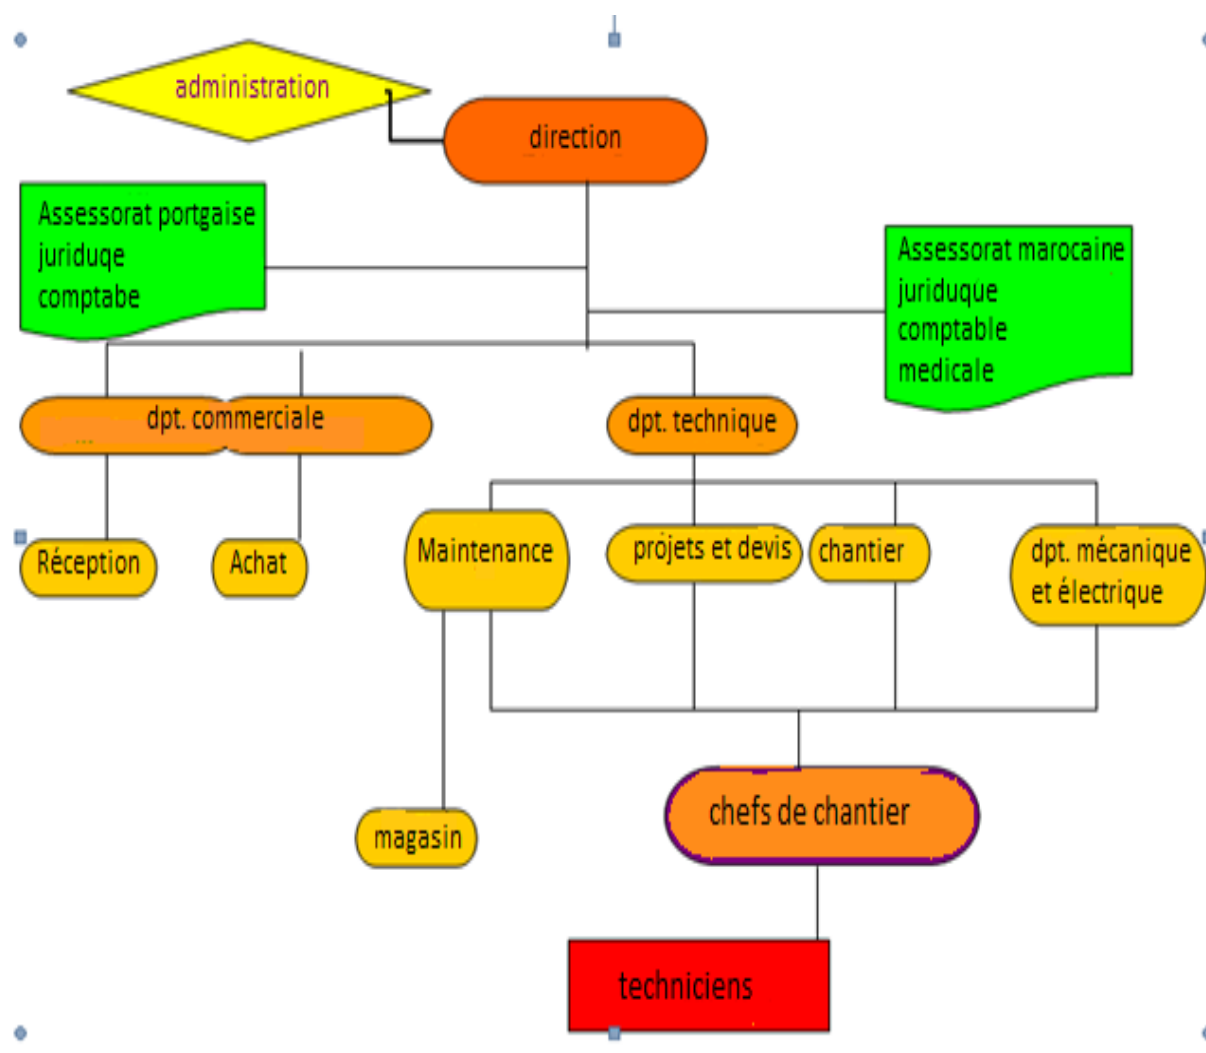 administration
direction
Assessorat portgaise
juriduqe
comptabe
Assessorat marocaine
juriduque
comptable
medicale
dpt. commerciale
dpt. technique
Réception
Achat
Maintenance
projets et devis
chantier
dpt. mécanique
et électrique
magasin
chefs de chantier
techniciens